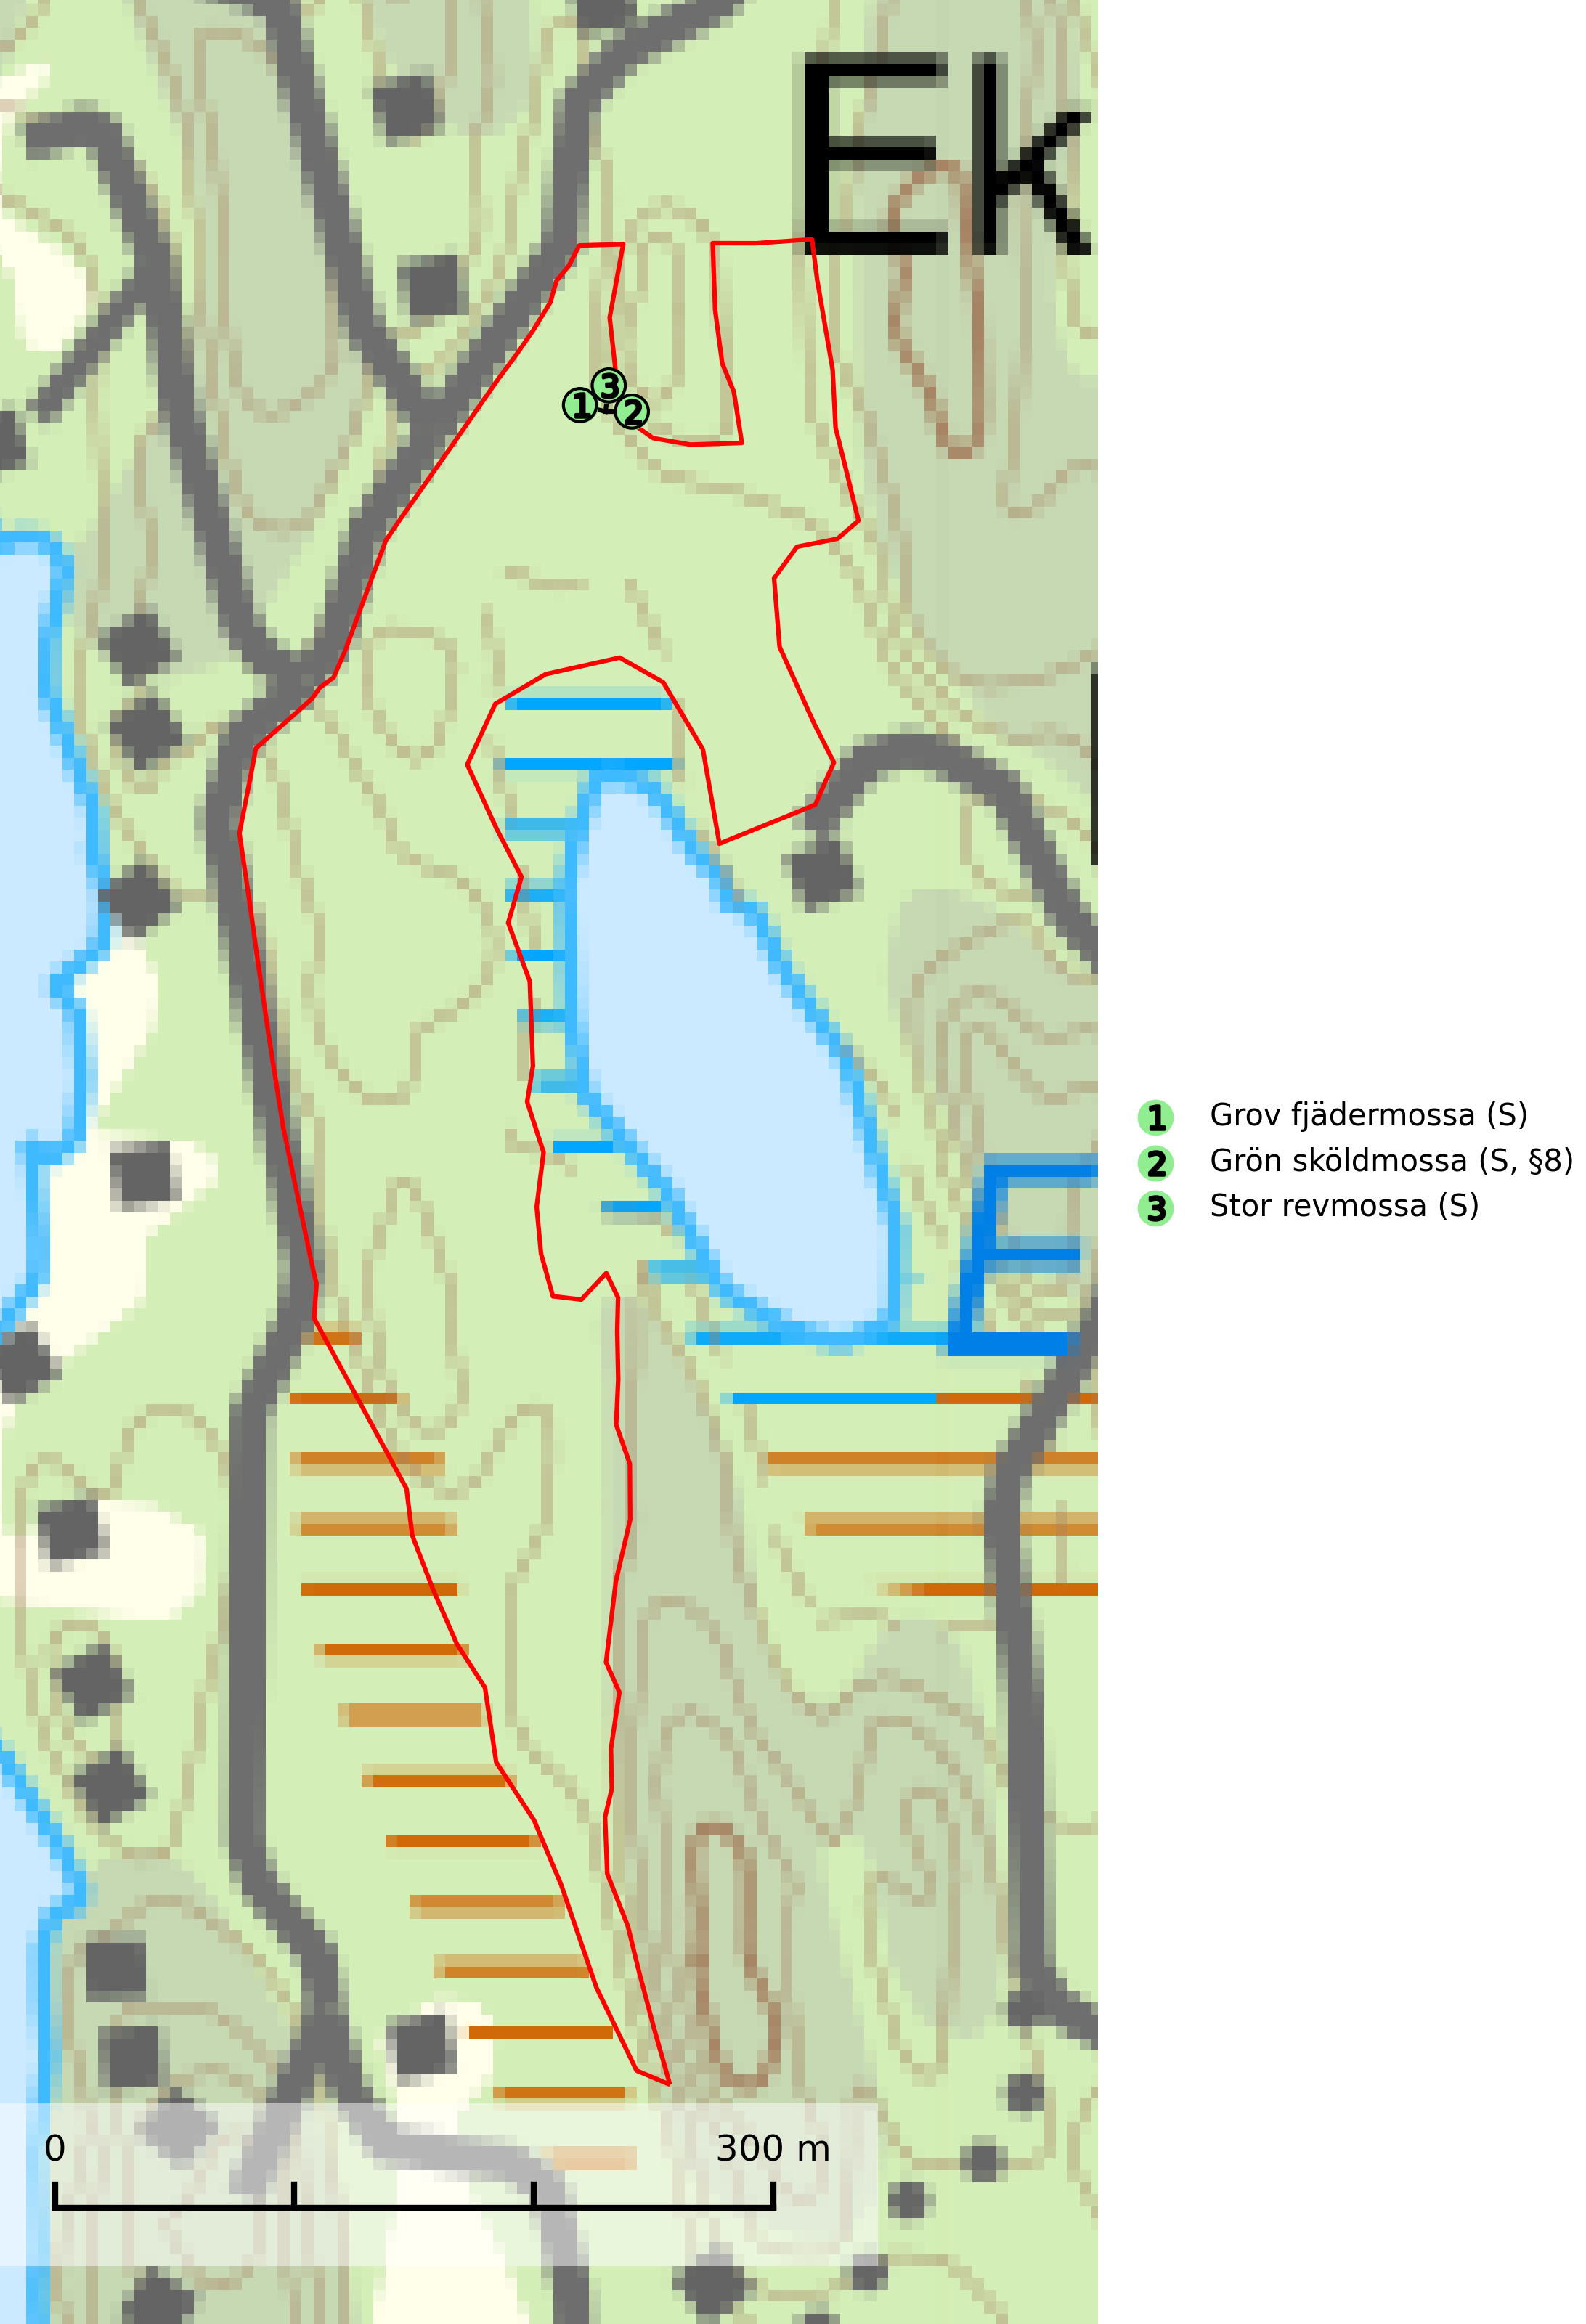 Ek
1 3 2
1 Grov fjädermossa (S)
2 Grön sköldmossa (S, §8)
3 Stor revmossa (S)
0 300 m